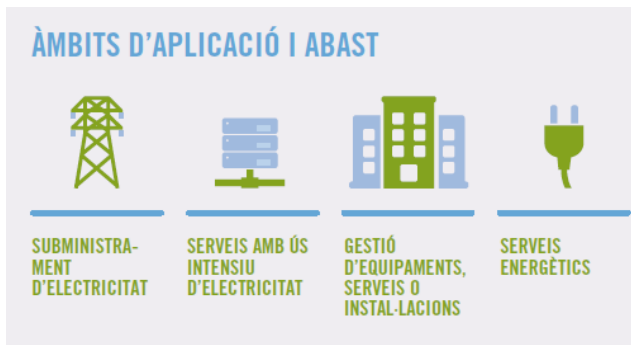 ÀMBITS D'APLICACIÓ I ABAST
SUBMINISTRA-
MENT
D'ELECTRICITAT
SERVEIS AMB ÚS
INTENSIU
D'ELECTRICITAT
GESTIÓ
D'EQUIPAMENTS,
SERVEIS O
INSTAL·LACIONS
SERVEIS
ENERGÈTICS